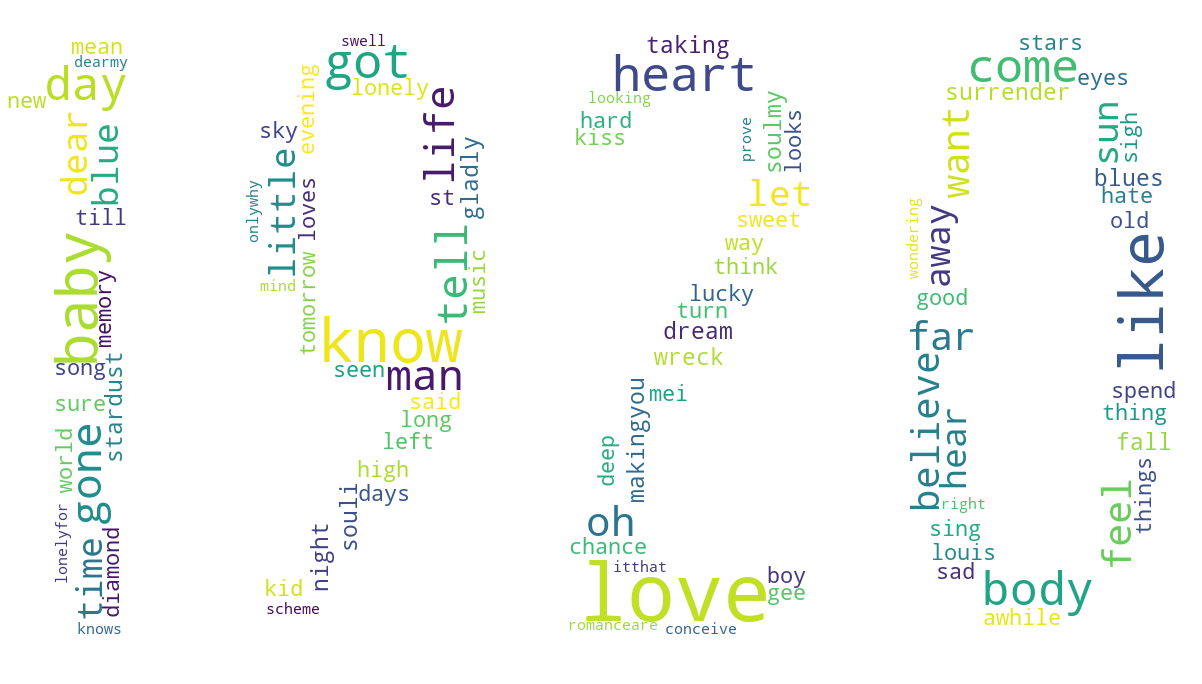 mean
dearmy
day
new
dear
blue
till
baby
memory
song
stardust
sure
world
gone
lonelyfor
time
diamond
knows
swell
got
lonely
evening
life
sky
little
gladly
onlywhy
loves
st
tell
music
mind
tomorrow
know
seen
man
said
long
left
high
days
souli
night
kid
scheme
taking
heart
looking
hard
kiss
prove
soulmy
looks
let
sweet
way
think
lucky
turn
dream
wreck
mei
makingyou
deep
oh
chance
itthat
love
boy
gee
romanceare
conceive
stars
come
eyes
surrender
want
sun
sigh
blues
hate
old
wondering
away
like
good
far
believe
hear
spend
thing
fall
things
feel
right
sing
louis
sad
body
awhile